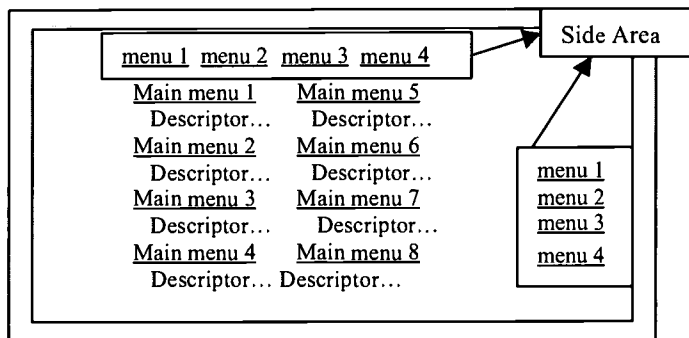 Side Area
menu 1 menu 2 menu 3 menu 4
Main menu 1 Main menu 5
Descriptor... Descriptor...
Main menu 2 Main menu 6
Descriptor... Descriptor...
Main menu 3 Main menu 7
Descriptor... Descriptor...
Main menu 4 Main menu 8
Descriptor... Descriptor...
menu 1
menu 2
menu 3
menu 4